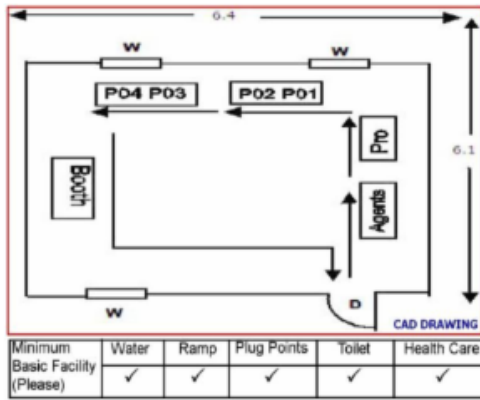 6.4
W
W
P04 P03
P02 P01
Pro
6.1
Booth
Agents
W
D
CAD DRAWING
Minimum Basic Facility (Please)
Water
Ramp
Plug Points
Toilet
Health Care
✓ ✓ ✓ ✓ ✓